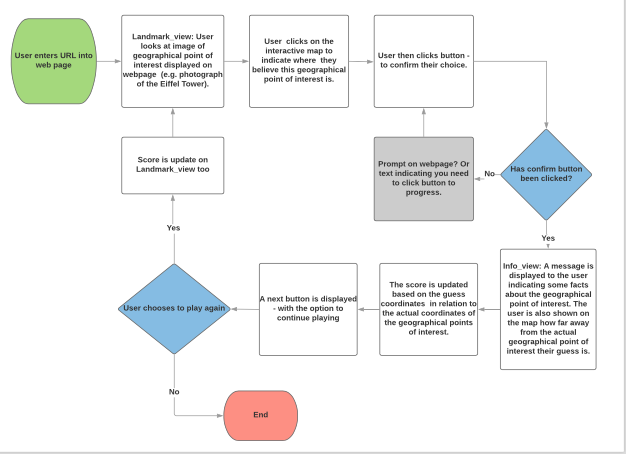 User enters URL into
web page
Landmark_view: User
looks at image of
geographical point of
interest displayed on
webpage (e.g. photograph
of the Eiffel Tower).
User clicks on the
interactive map to
indicate where they
believe this geographical
point of interest is.
User then clicks button -
to confirm their choice.
Has confirm button
been clicked?
No
Prompt on webpage? Or
text indicating you need
to click button to
progress.
Yes
Info_view: A message is
displayed to the user
indicating some facts
about the geographical
point of interest. The
user is also shown on
the map how far away
from the actual
geographical point of
interest their guess is.
The score is updated
based on the guess
coordinates in relation to
the actual coordinates of
the geographical points
of interest.
A next button is displayed
- with the option to
continue playing
User chooses to play again
Yes
Score is update on
Landmark_view too
No
End